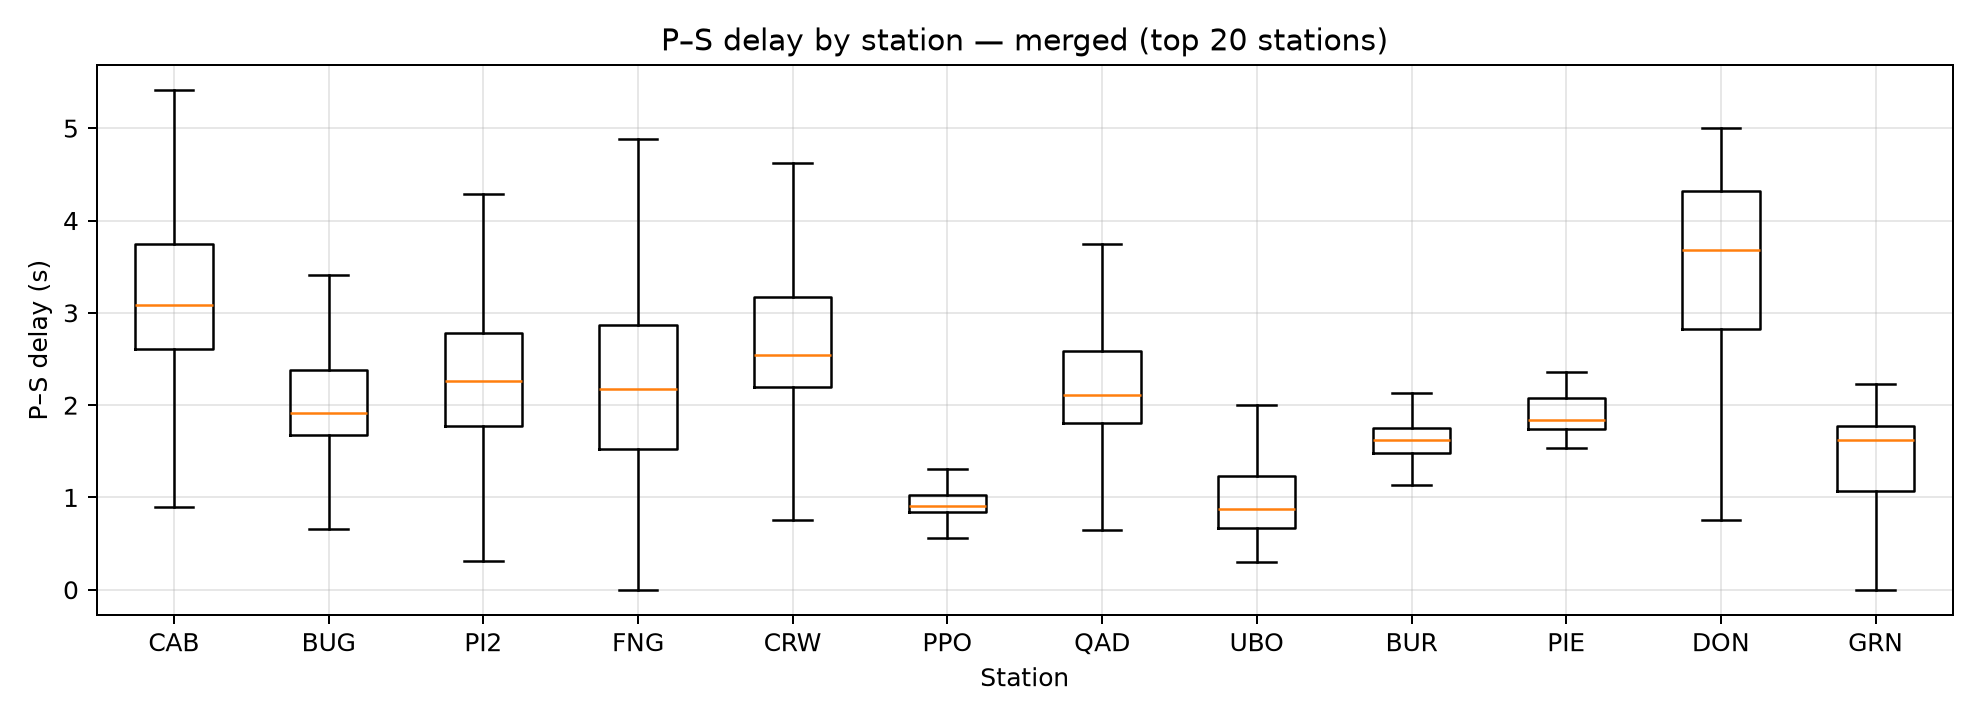 P–S delay by station — merged (top 20 stations)
P–S delay (s)
5
4
3
2
1
0
CAB BUG PI2 FNG CRW PPO QAD UBO BUR PIE DON GRN
Station